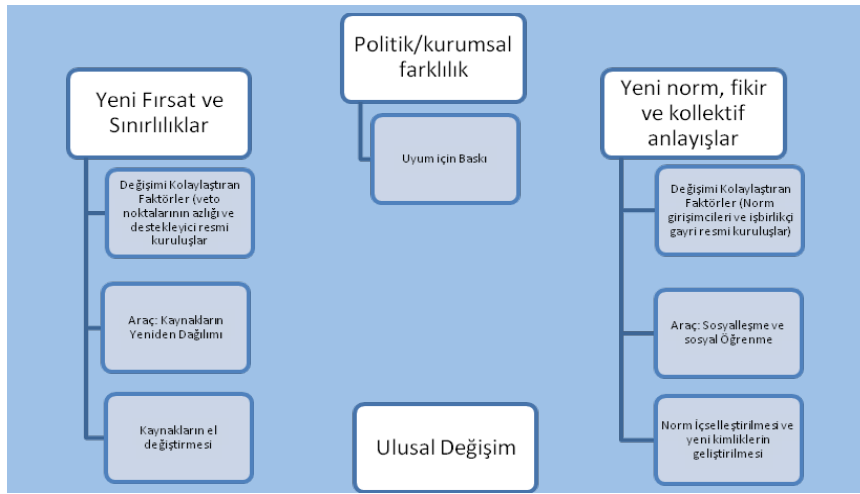 Politik/kurumsal
farklılık
Uyum için Baskı
Yeni Fırsat ve
Sınırlılıklar
Değişimi Kolaylaştıran
Faktörler (veto
noktalarının azlığı ve
destekleyici resmi
kuruluşlar
Araç: Kaynakların
Yeniden Dağılımı
Kaynakların el
değiştirmesi
Yeni norm, fikir
ve kollektif
anlayışlar
Değişimi Kolaylaştıran
Faktörler (Norm
girişimcileri ve işbirlikçi
gayri resmi kuruluşlar)
Araç: Sosyalleşme ve
sosyal Öğrenme
Norm İçselleştirilmesi ve
yeni kimliklerin
geliştirilmesi
Ulusal Değişim